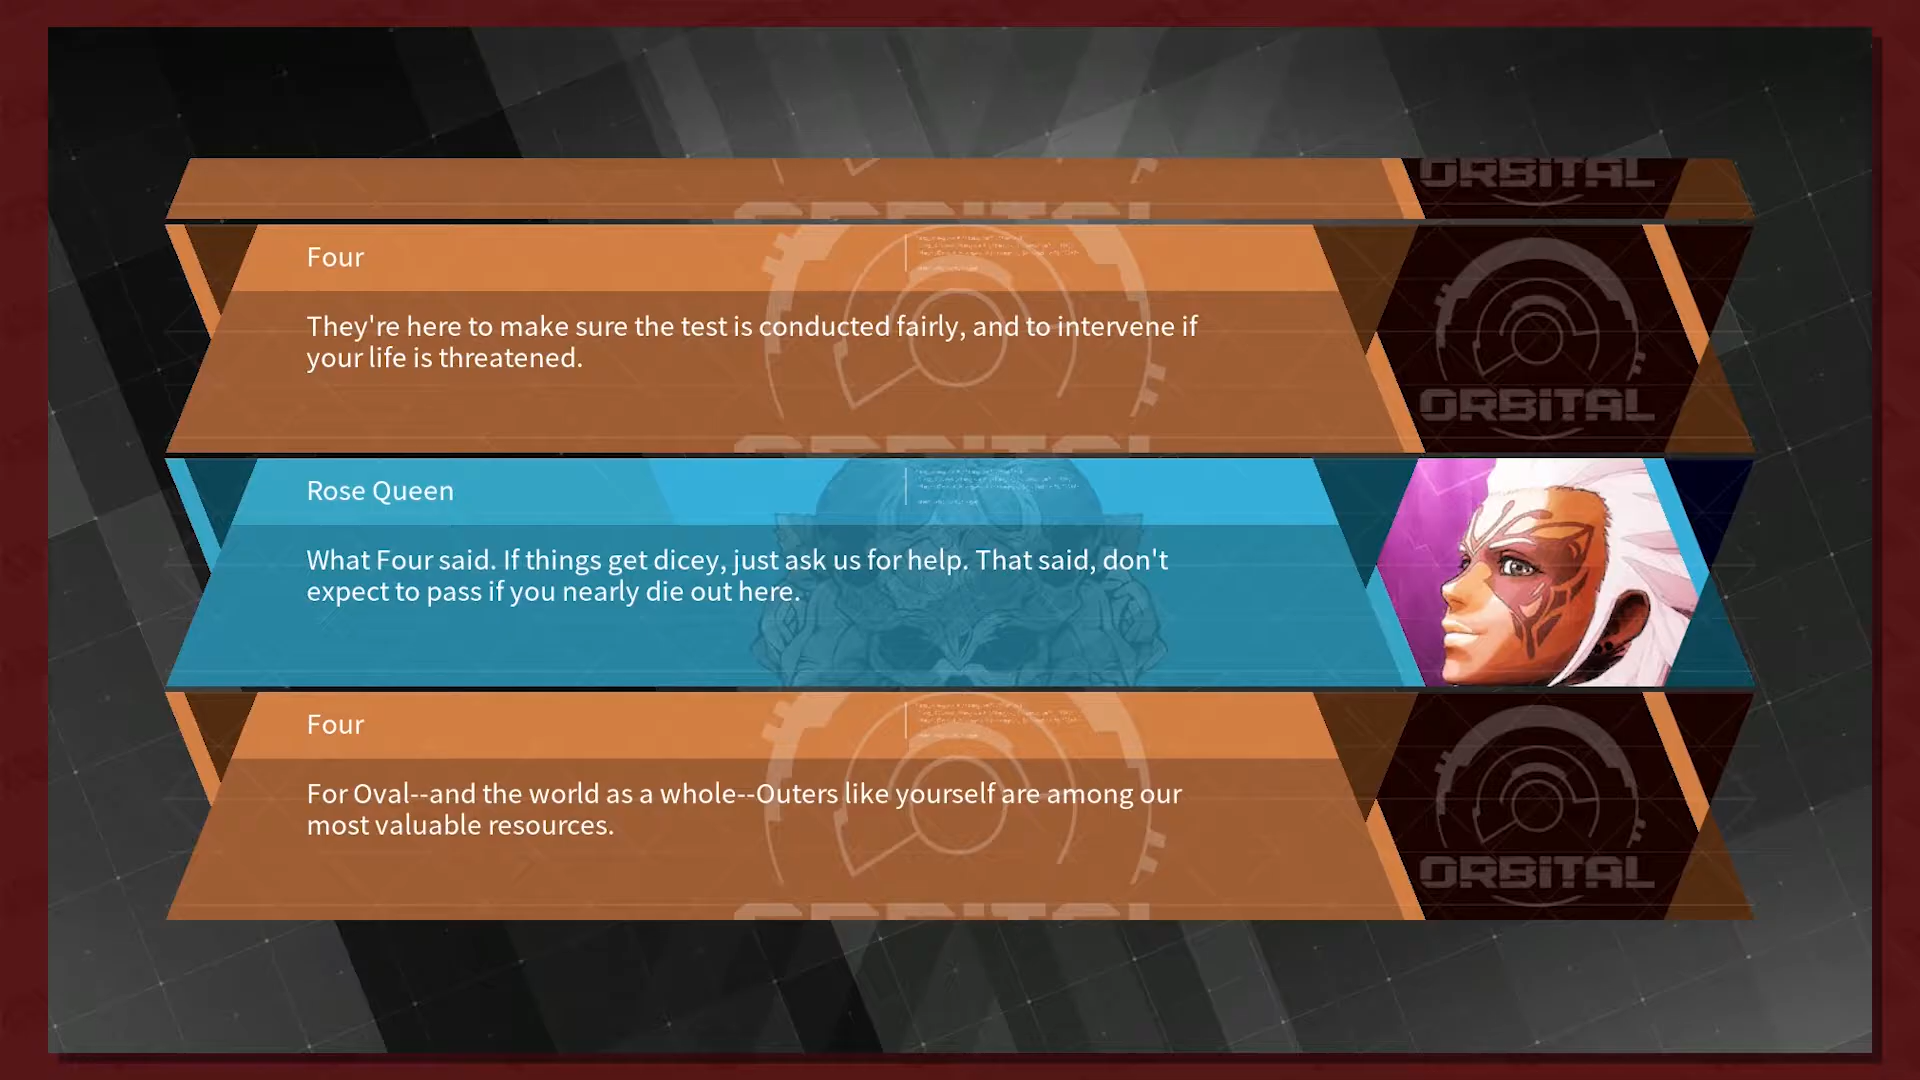 ORBITAL
Four
They're here to make sure the test is conducted fairly, and to intervene if
your life is threatened.
ORBITAL
Rose Queen
What Four said. If things get dicey, just ask us for help. That said, don't
expect to pass if you nearly die out here.
Four
For Oval--and the world as a whole--Outers like yourself are among our
most valuable resources.
ORBITAL